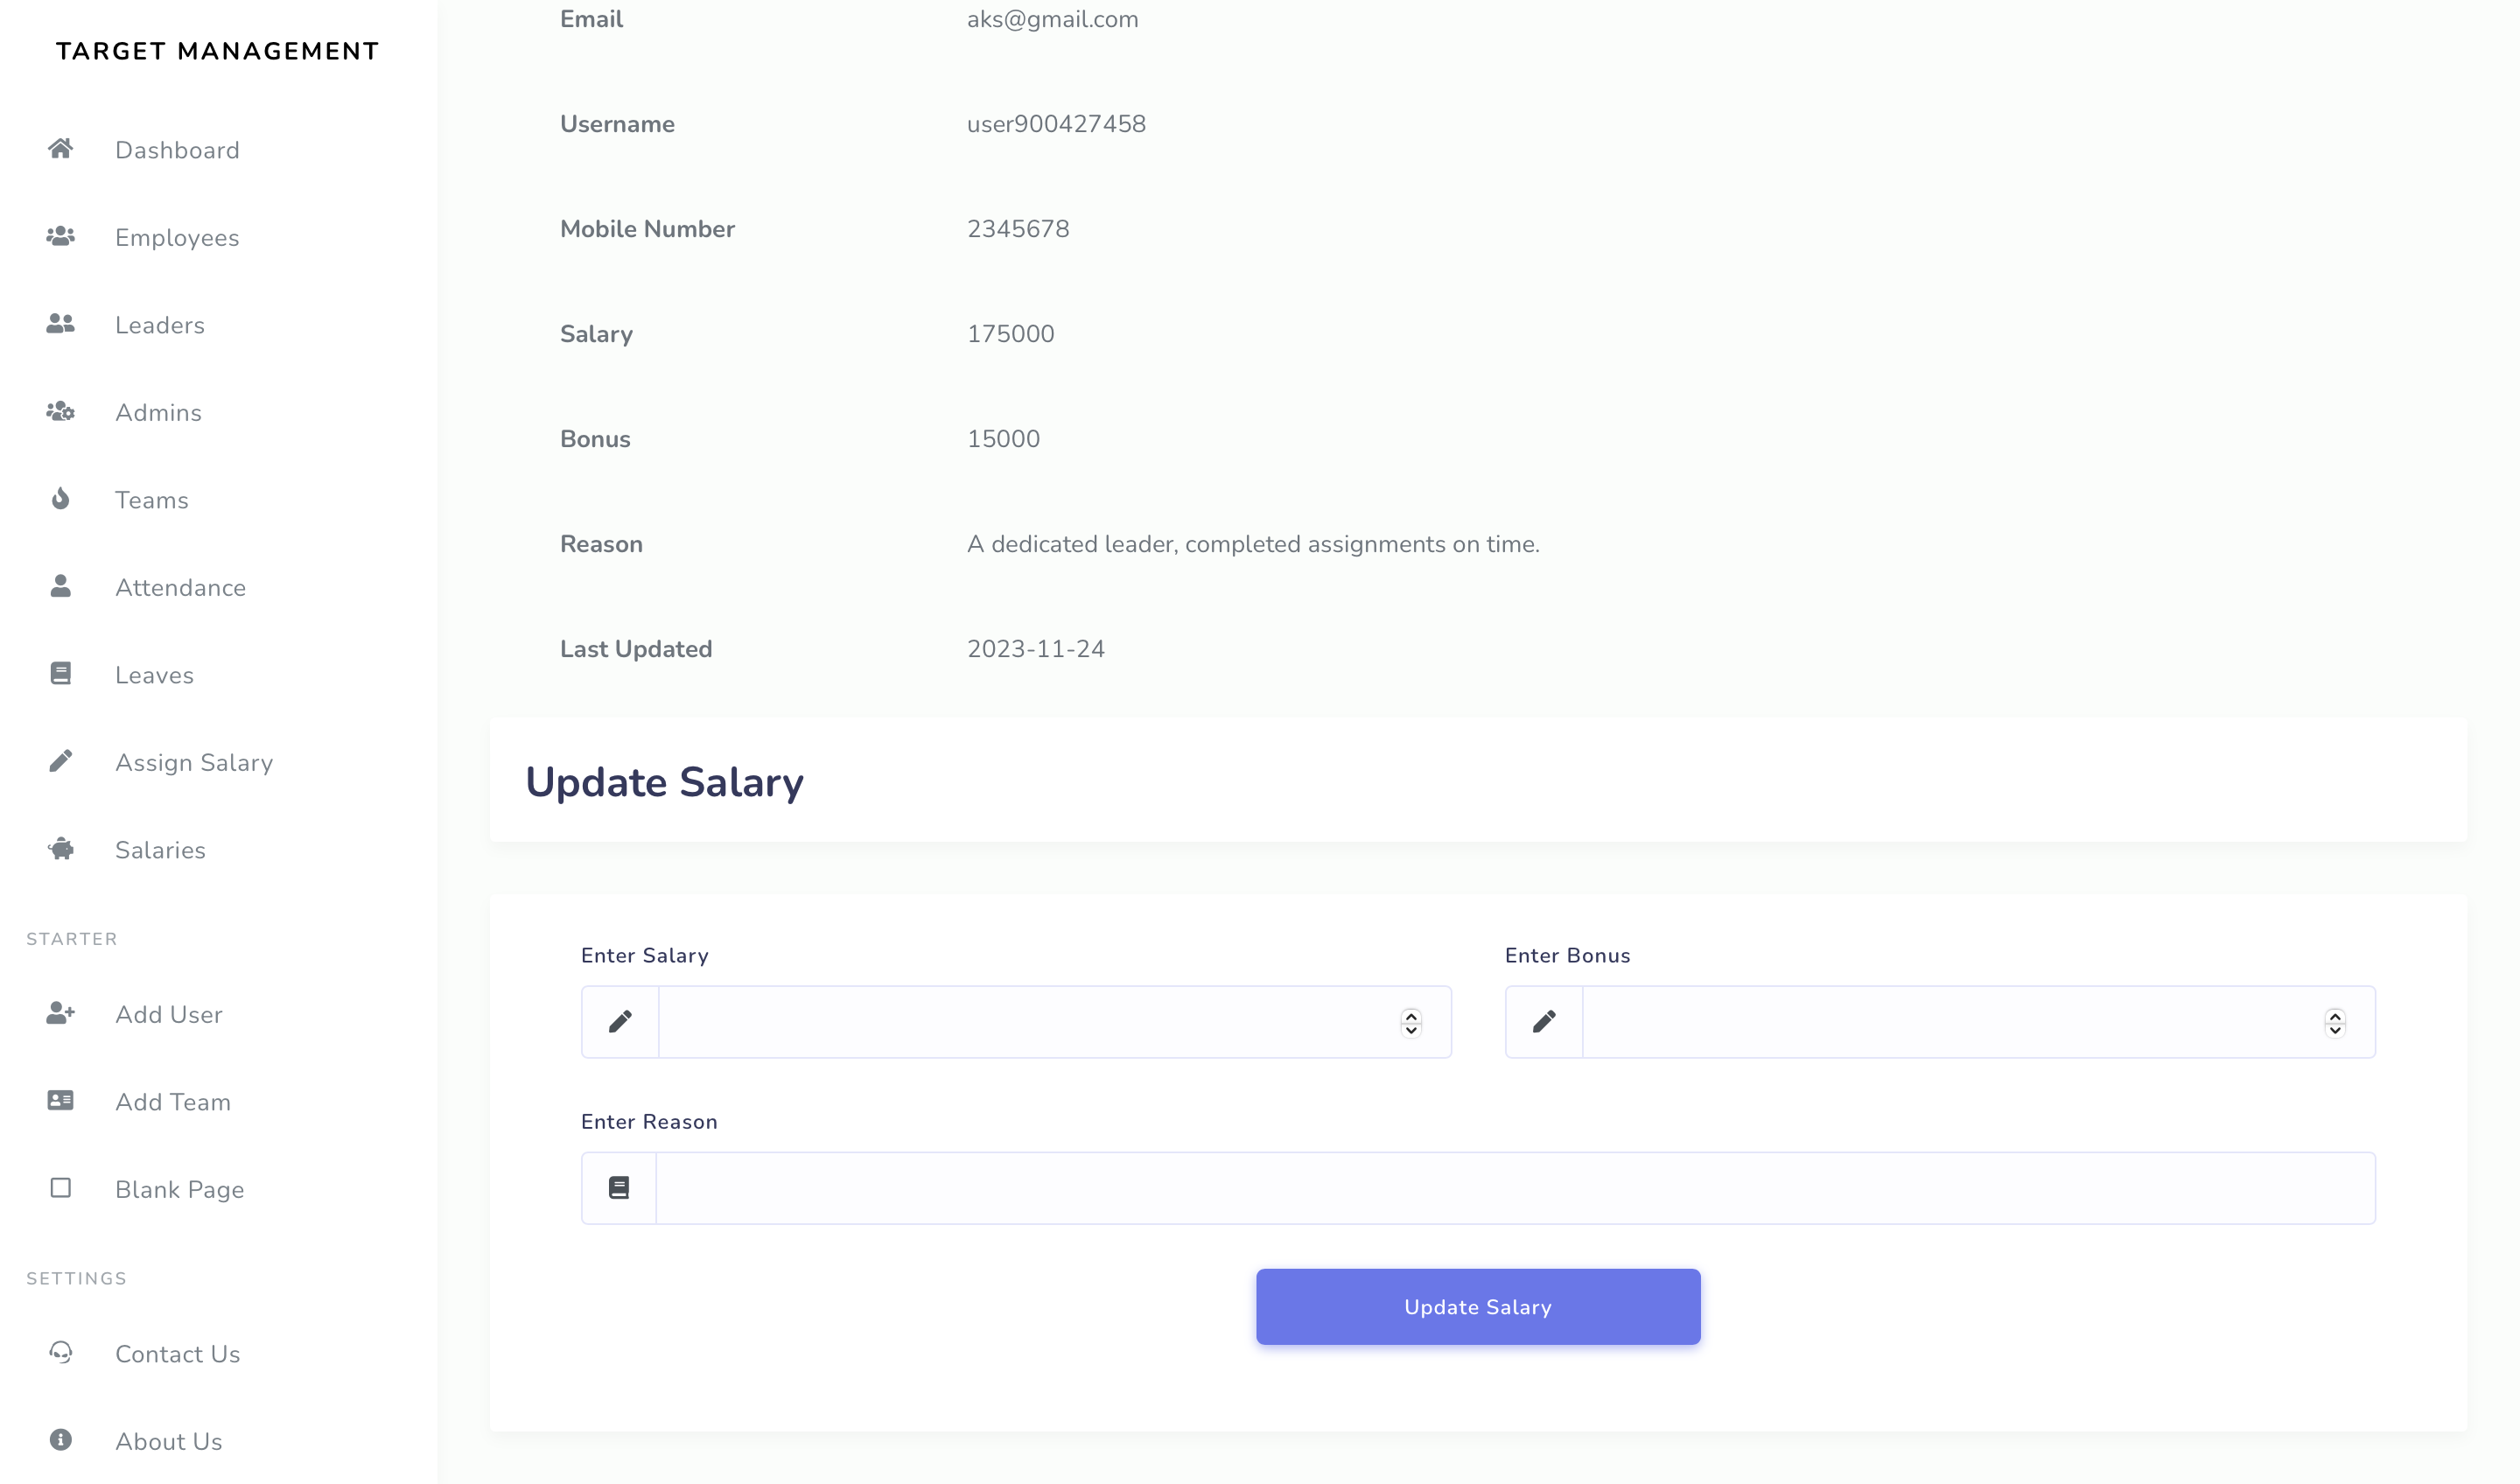 TARGET MANAGEMENT
Dashboard
Employees
Leaders
Admins
Teams
Attendance
Leaves
Assign Salary
Salaries
STARTER
Add User
Add Team
Blank Page
SETTINGS
Contact Us
About Us
Email aks@gmail.com
Username user900427458
Mobile Number 2345678
Salary 175000
Bonus 15000
Reason A dedicated leader, completed assignments on time.
Last Updated 2023-11-24
Update Salary
Enter Salary Enter Bonus
Enter Reason
Update Salary